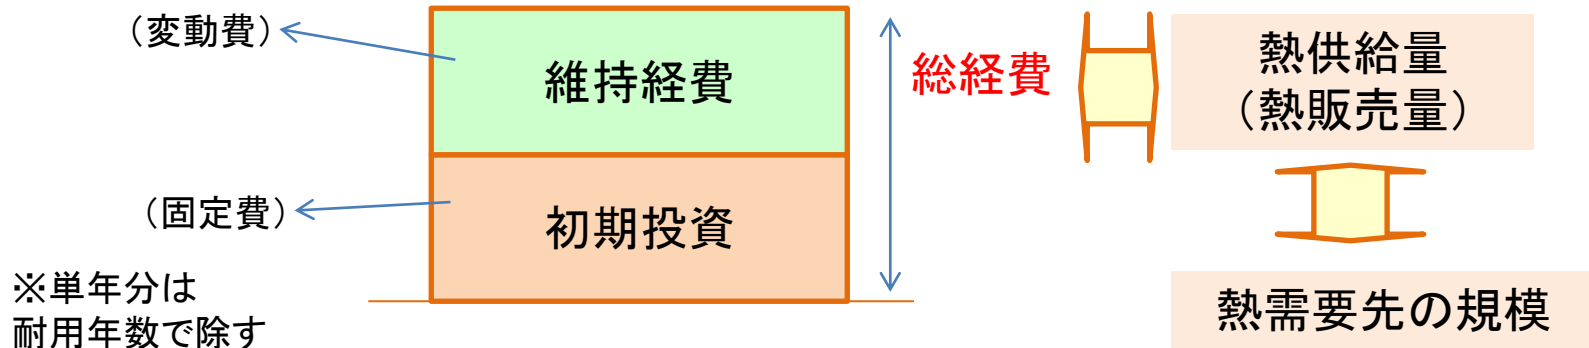 （変動費）
維持経費
総経費
熱供給量
（熱販売量）
（固定費）
初期投資
※単年分は
耐用年数で除す
熱需要先の規模